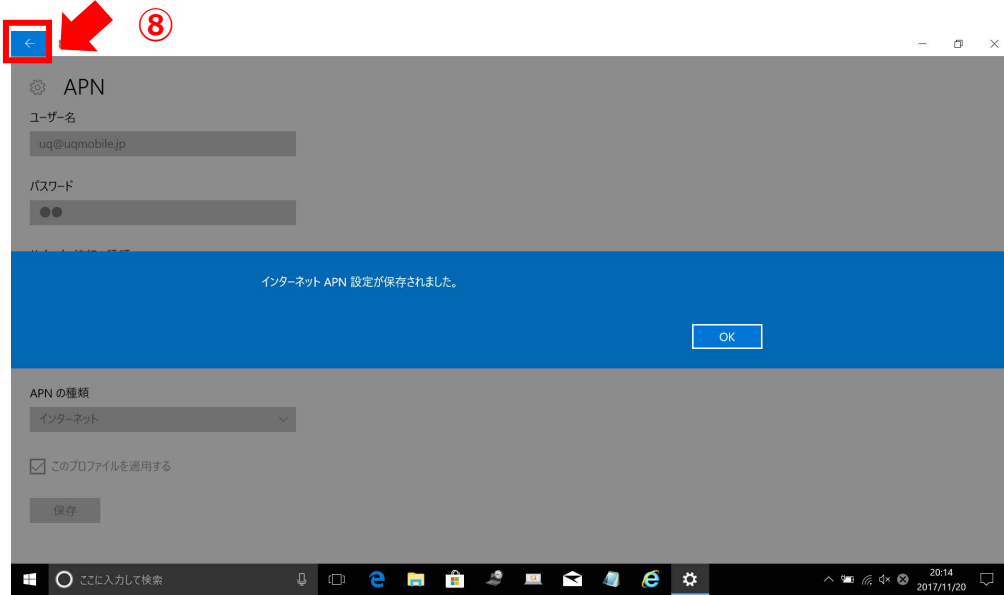 ⑧
APN
ユーザー名
uq@uqmobile.jp
パスワード
●●
インターネット APN 設定が保存されました。
OK
APN の種類
インターネット
このプロファイルを適用する
保存
ここに入力して検索
20:14
2017/11/20